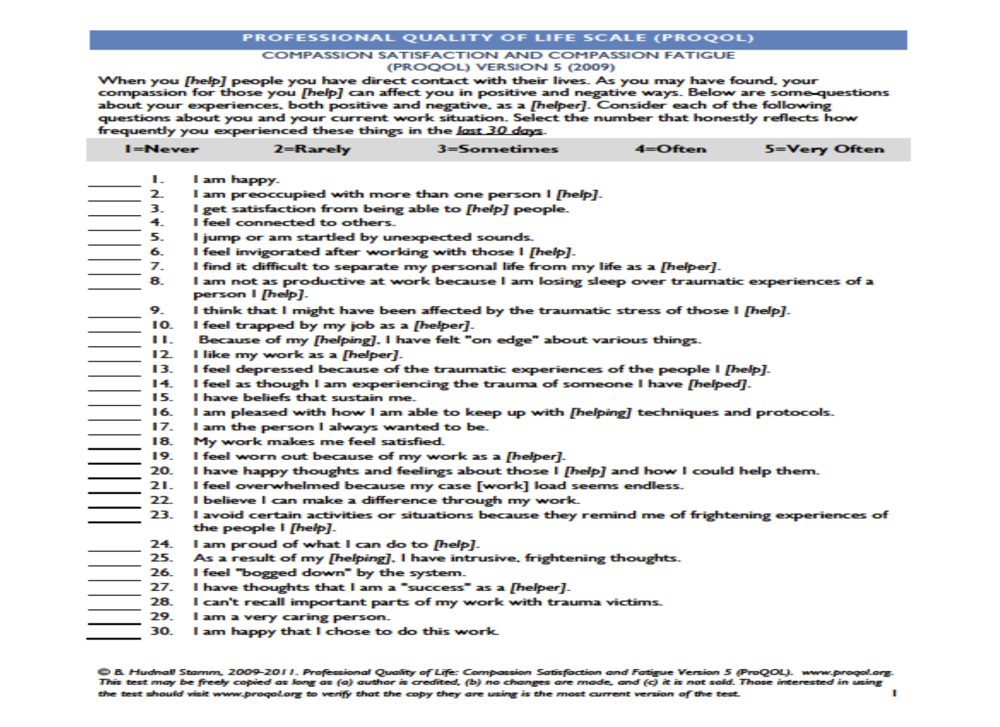 PROFESSIONAL QUALITY OF LIFE SCALE (PROQOL)
COMPASSION SATISFACTION AND COMPASSION FATIGUE
(PROQOL) VERSION 5 (2009)
When you [help] people you have direct contact with their lives. As you may have found, your
compassion for those you [help] can affect you in positive and negative ways. Below are some-questions
about your experiences, both positive and negative, as a [helper]. Consider each of the following
questions about you and your current work situation. Select the number that honestly reflects how
frequently you experienced these things in the last 30 days.
1=Never 2=Rarely 3=Sometimes 4=Often 5=Very Often
1. I am happy.
2. I am preoccupied with more than one person I [help].
3. I get satisfaction from being able to [help] people.
4. I feel connected to others.
5. I jump or am startled by unexpected sounds.
6. I feel invigorated after working with those I [help].
7. I find it difficult to separate my personal life from my life as a [helper].
8. I am not as productive at work because I am losing sleep over traumatic experiences of a
person I [help].
9. I think that I might have been affected by the traumatic stress of those I [help].
10. I feel trapped by my job as a [helper].
11. Because of my [helping], I have felt "on edge" about various things.
12. I like my work as a [helper].
13. I feel depressed because of the traumatic experiences of the people I [help].
14. I feel as though I am experiencing the trauma of someone I have [helped].
15. I have beliefs that sustain me.
16. I am pleased with how I am able to keep up with [helping] techniques and protocols.
17. I am the person I always wanted to be.
18. My work makes me feel satisfied.
19. I feel worn out because of my work as a [helper].
20. I have happy thoughts and feelings about those I [help] and how I could help them.
21. I feel overwhelmed because my case [work] load seems endless.
22. I believe I can make a difference through my work.
23. I avoid certain activities or situations because they remind me of frightening experiences of
the people I [help].
24. I am proud of what I can do to [help].
25. As a result of my [helping], I have intrusive, frightening thoughts.
26. I feel "bogged down" by the system.
27. I have thoughts that I am a "success" as a [helper].
28. I can't recall important parts of my work with trauma victims.
29. I am a very caring person.
30. I am happy that I chose to do this work.
© B. Hudnall Stamm, 2009-2011. Professional Quality of Life: Compassion Satisfaction and Fatigue Version 5 (ProQOL). www.proqol.org.
This test may be freely copied as long as (a) author is credited, (b) no changes are made, and (c) it is not sold. Those interested in using
the test should visit www.proqol.org to verify that the copy they are using is the most current version of the test. 1